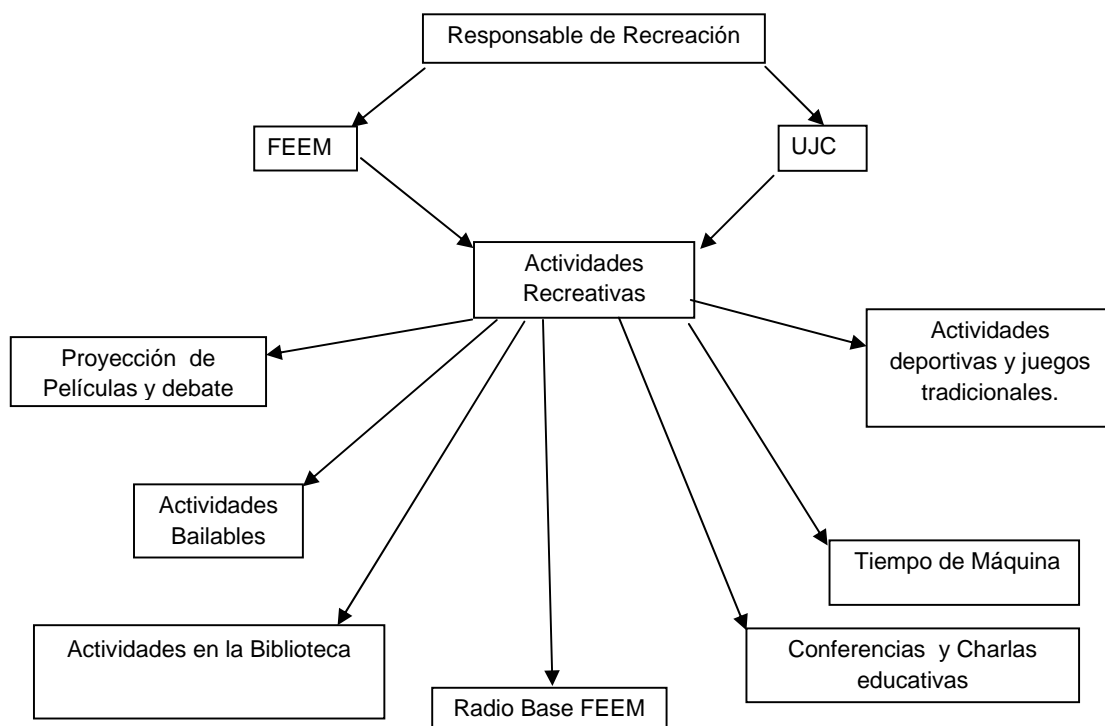 Responsable de Recreación
FEEM
UJC
Actividades
Recreativas
Proyección de
Películas y debate
Actividades
deportivas y juegos
tradicionales.
Actividades
Bailables
Tiempo de Máquina
Actividades en la Biblioteca
Conferencias y Charlas
educativas
Radio Base FEEM